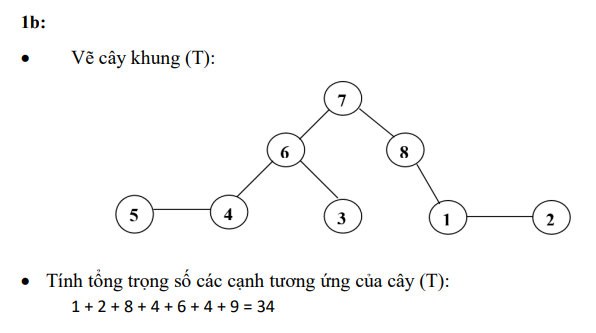 1b:
• Vẽ cây khung (T):
7
6 8
5 4 3 1 2
• Tính tổng trọng số các cạnh tương ứng của cây (T):
1 + 2 + 8 + 4 + 6 + 4 + 9 = 34